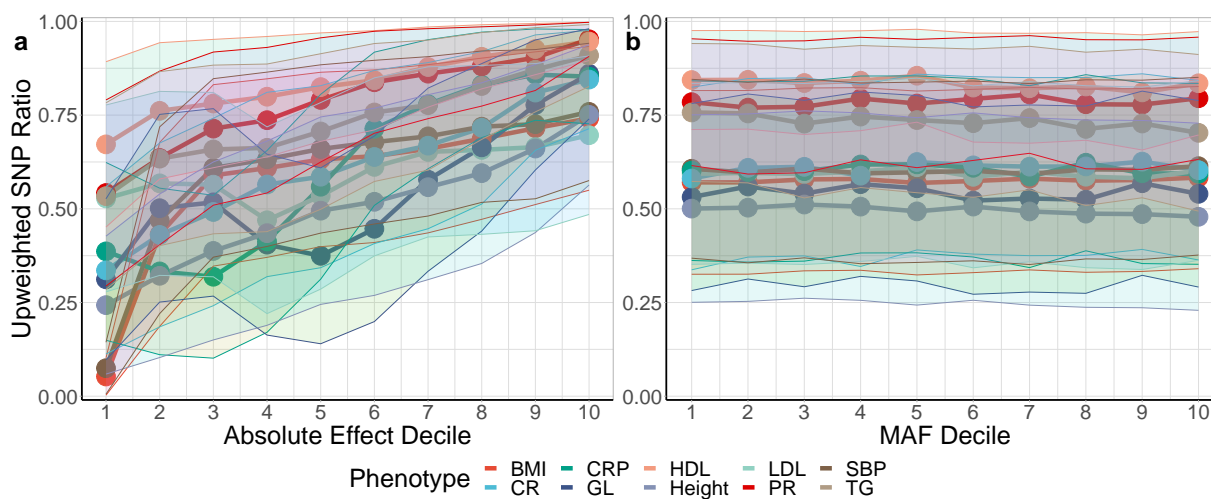 a
b
Upweighted SNP Ratio
1.00
0.75
0.50
0.25
0.00
1 2 3 4 5 6 7 8 9 10
Absolute Effect Decile
1.00
0.75
0.50
0.25
0.00
1 2 3 4 5 6 7 8 9 10
MAF Decile
Phenotype
BMI CRP HDL LDL SBP
CR GL Height PR TG